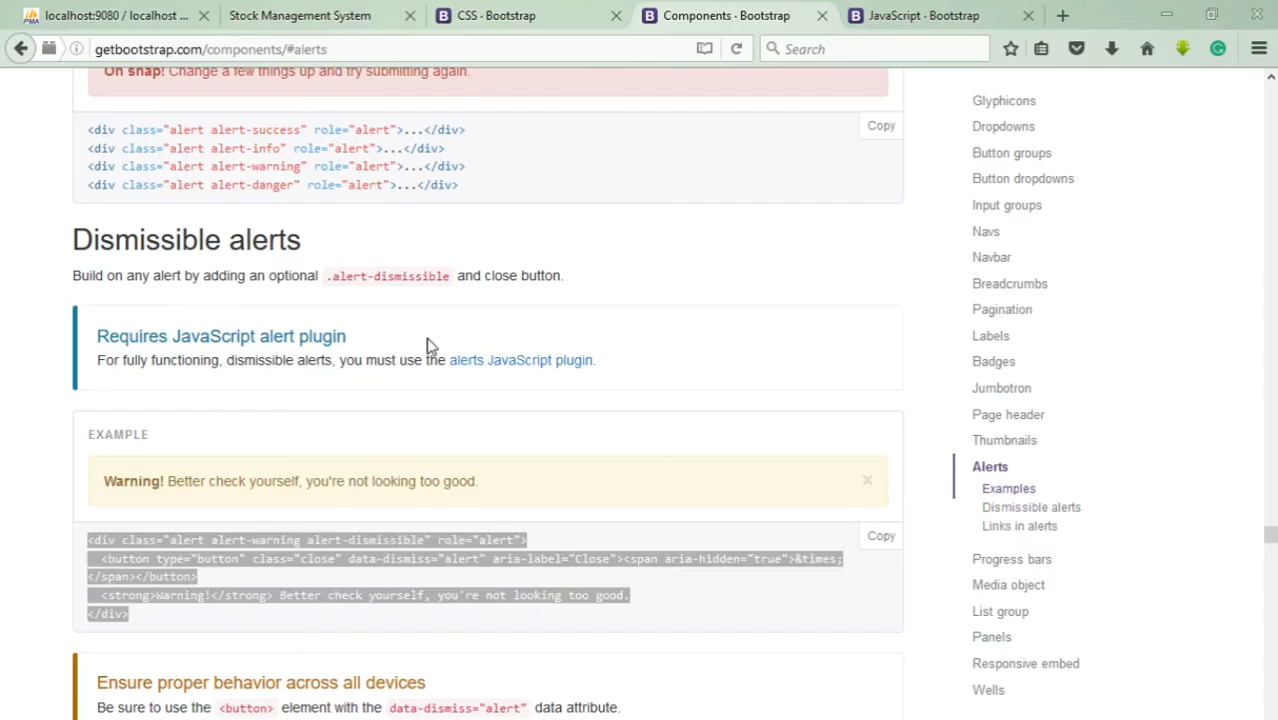 localhost:9080 / localhost ...
Stock Management System
CSS · Bootstrap
Components · Bootstrap
JavaScript · Bootstrap
getbootstrap.com/components/#alerts
Search
Oh snap! Change a few things up and try submitting again.
Copy
<div class="alert alert-success" role="alert">...</div>
<div class="alert alert-info" role="alert">...</div>
<div class="alert alert-warning" role="alert">...</div>
<div class="alert alert-danger" role="alert">...</div>
Dismissible alerts
Build on any alert by adding an optional .alert-dismissible and close button.
Requires JavaScript alert plugin
For fully functioning, dismissible alerts, you must use the alerts JavaScript plugin.
EXAMPLE
Warning! Better check yourself, you're not looking too good. ×
Copy
<div class="alert alert-warning alert-dismissible" role="alert">
<button type="button" class="close" data-dismiss="alert" aria-label="Close"><span aria-hidden="true">&times;
</span></button>
<strong>Warning!</strong> Better check yourself, you're not looking too good.
</div>
Ensure proper behavior across all devices
Be sure to use the <button> element with the data-dismiss="alert" data attribute.
Glyphicons
Dropdowns
Button groups
Button dropdowns
Input groups
Navs
Navbar
Breadcrumbs
Pagination
Labels
Badges
Jumbotron
Page header
Thumbnails
Alerts
Examples
Dismissible alerts
Links in alerts
Progress bars
Media object
List group
Panels
Responsive embed
Wells